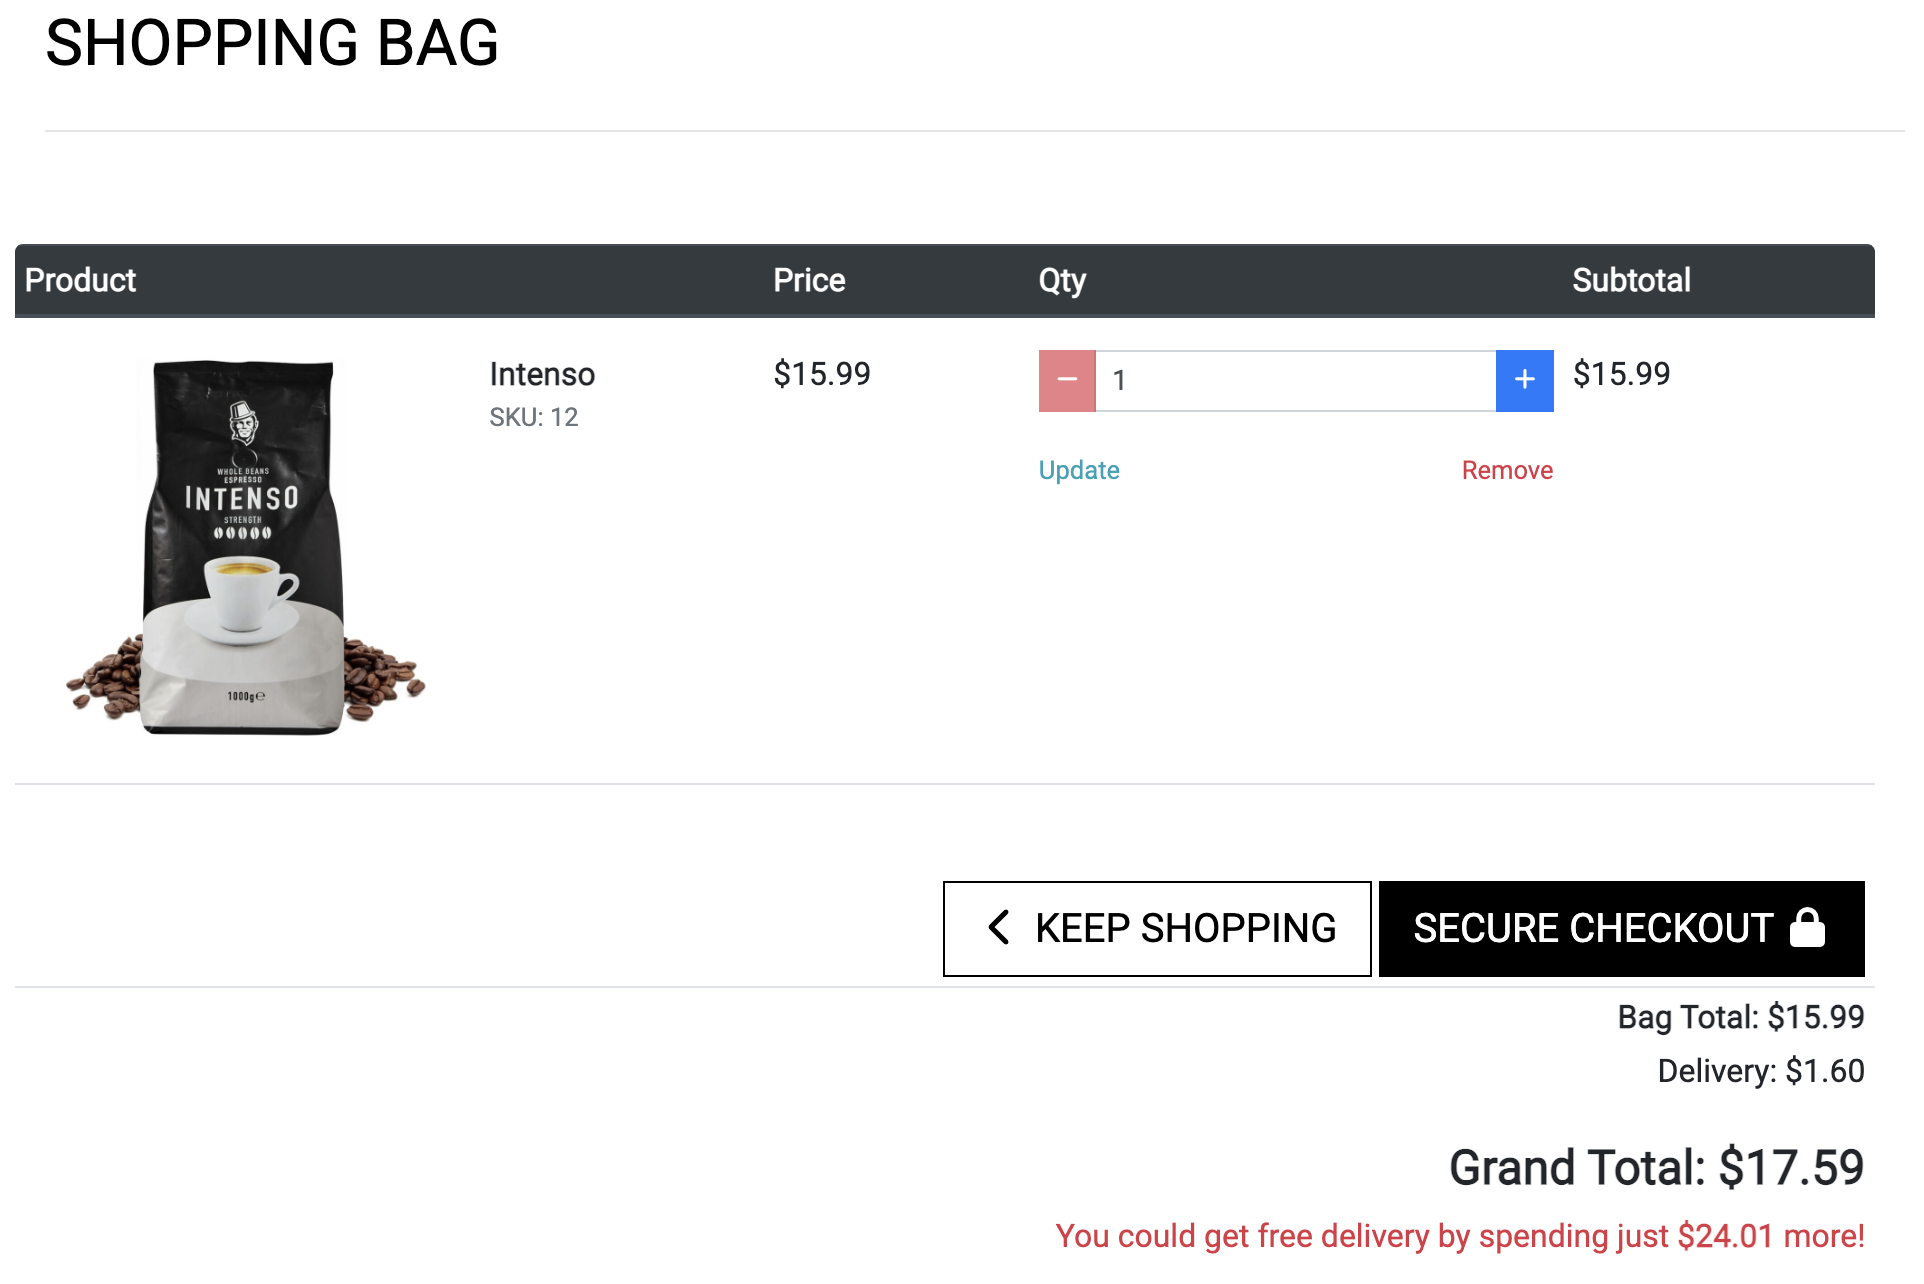 SHOPPING BAG
Product Price Qty Subtotal
Intenso $15.99 1 $15.99
SKU: 12
Update Remove
WHOLE BEANS
ESPRESSO
INTENSO
STRENGTH
1000g℮
KEEP SHOPPING SECURE CHECKOUT
Bag Total: $15.99
Delivery: $1.60
Grand Total: $17.59
You could get free delivery by spending just $24.01 more!